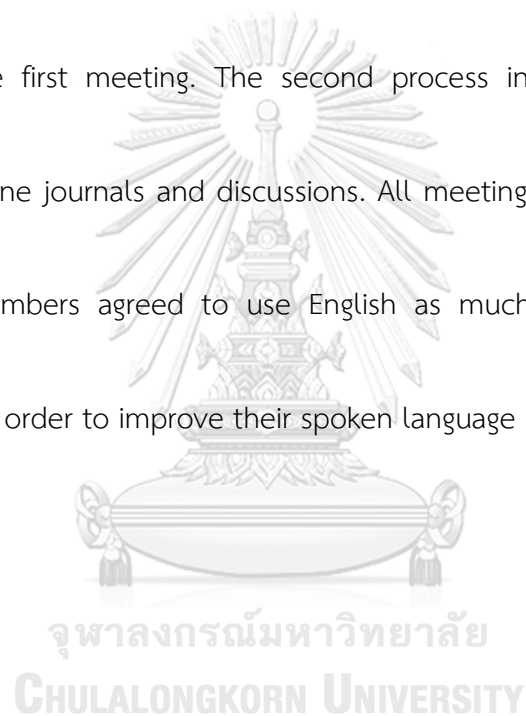 first meeting. The second process in
journals and discussions. All meeting
agreed to use English as much
order to improve their spoken language
จุฬาลงกรณ์มหาวิทยาลัย
CHULALONGKORN UNIVERSITY